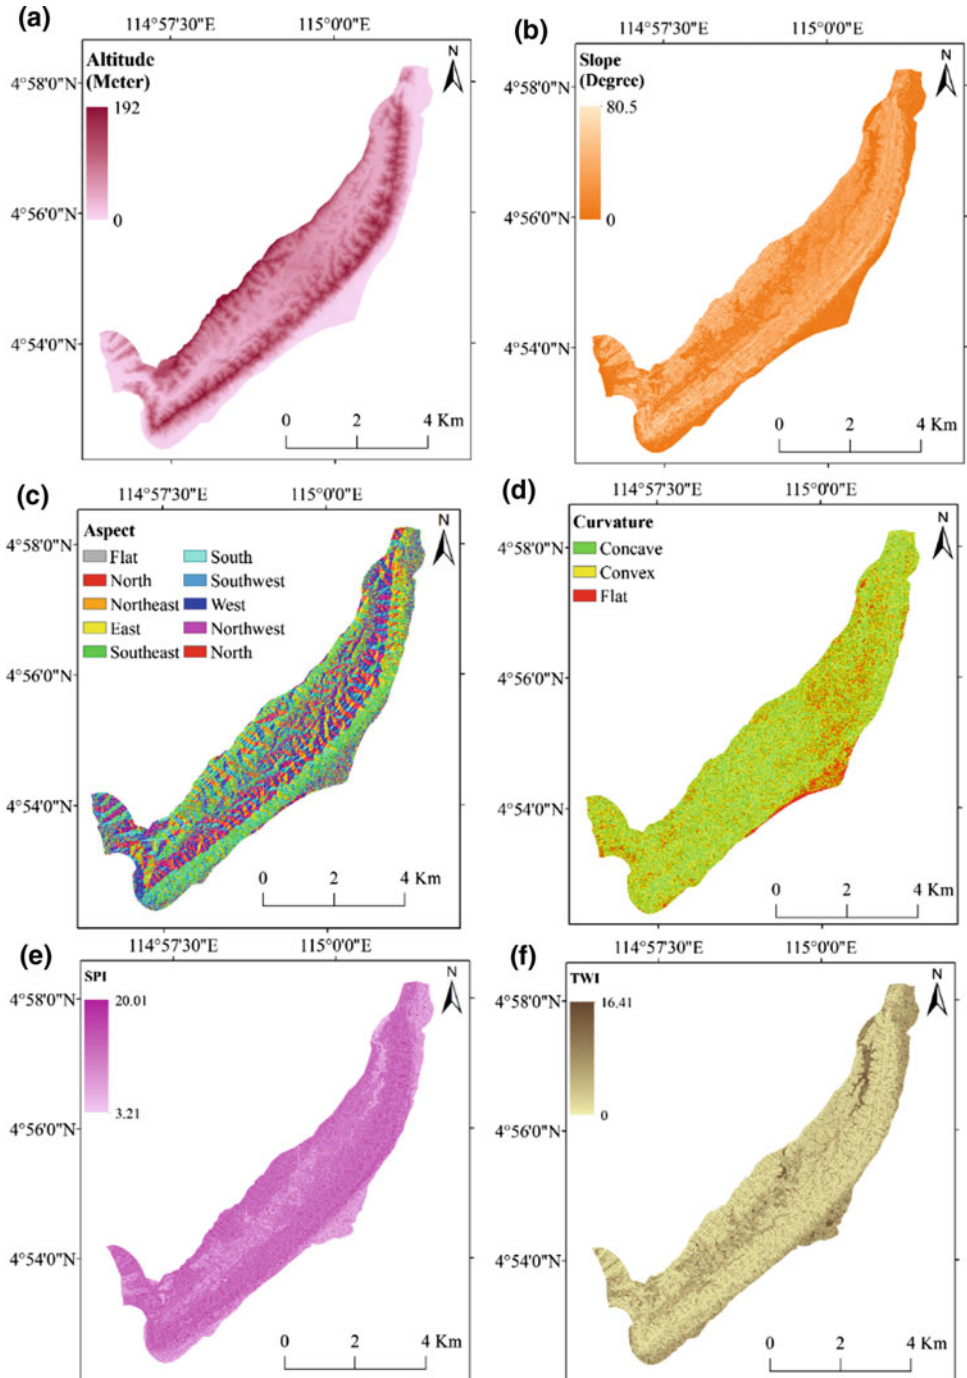 (a)
114°57'30"E 115°0'0"E
Altitude
(Meter)
192
0
N
4°58'0"N
4°56'0"N
4°54'0"N
0 2 4 Km
(b)
114°57'30"E 115°0'0"E
Slope
(Degree)
80.5
0
N
4°58'0"N
4°56'0"N
4°54'0"N
0 2 4 Km
(c)
114°57'30"E 115°0'0"E
Aspect
Flat South
North Southwest
Northeast West
East Northwest
Southeast North
N
4°58'0"N
4°56'0"N
4°54'0"N
0 2 4 Km
(d)
114°57'30"E 115°0'0"E
Curvature
Concave
Convex
Flat
N
4°58'0"N
4°56'0"N
4°54'0"N
0 2 4 Km
(e)
114°57'30"E 115°0'0"E
SPI
20.01
3.21
N
4°58'0"N
4°56'0"N
4°54'0"N
0 2 4 Km
(f)
114°57'30"E 115°0'0"E
TWI
16.41
0
N
4°58'0"N
4°56'0"N
4°54'0"N
0 2 4 Km